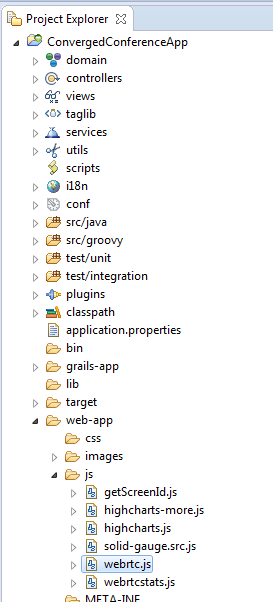 Project Explorer
ConvergedConferenceApp
domain
controllers
views
taglib
services
utils
scripts
i18n
conf
src/java
src/groovy
test/unit
test/integration
plugins
classpath
application.properties
bin
grails-app
lib
target
web-app
css
images
js
getScreenId.js
highcharts-more.js
highcharts.js
solid-gauge.src.js
webrtc.js
webrtcstats.js
META-INF